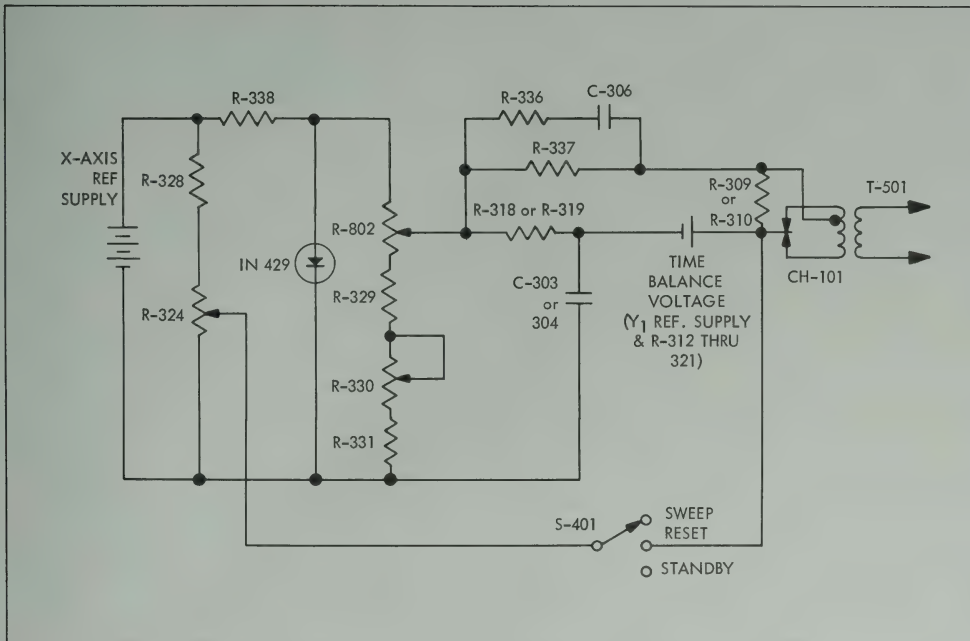 R-338
X-AXIS
REF
SUPPLY
R-328
R-324
IN 429
R-802
R-329
R-330
R-331
R-336
C-306
R-337
R-318 or R-319
C-303
or
304
TIME
BALANCE
VOLTAGE
(Y1 REF. SUPPLY
& R-312 THRU
321)
R-309
or
R-310
CH-101
T-501
S-401
SWEEP
RESET
STANDBY